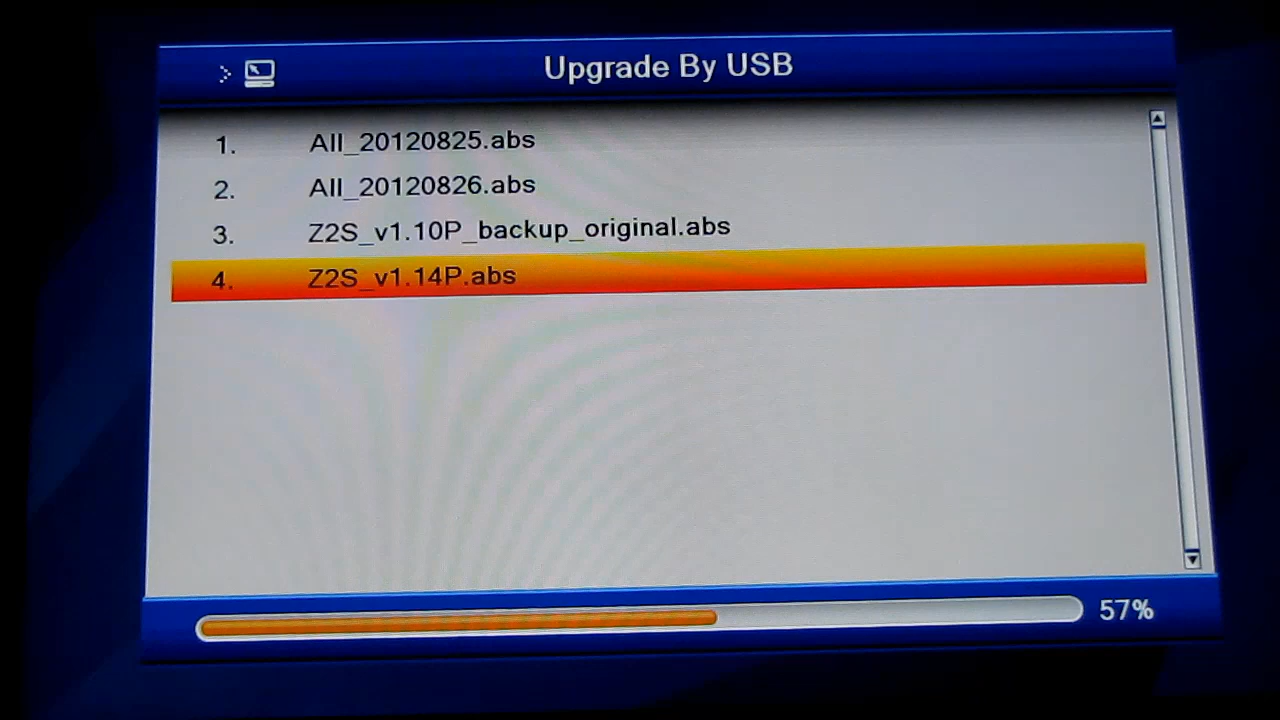 Upgrade By USB
1. All_20120825.abs
2. All_20120826.abs
3. Z2S_v1.10P_backup_original.abs
4. Z2S_v1.14P.abs
57%